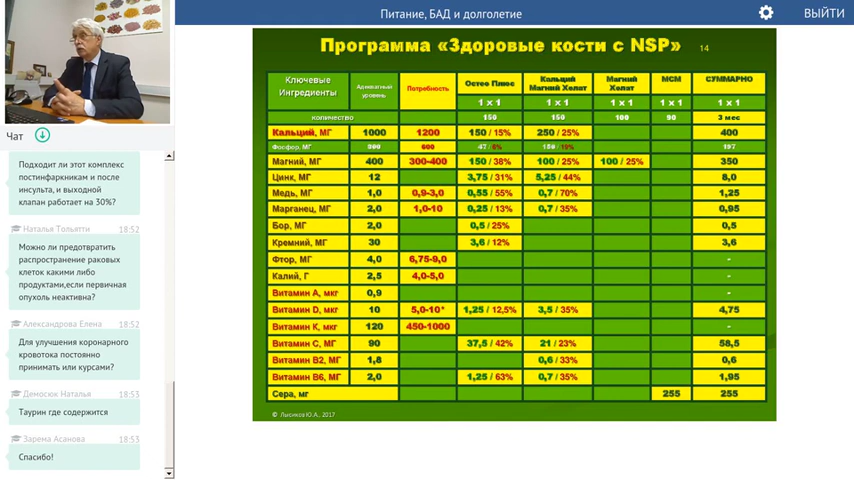 Питание, БАД и долголетие
ВЫЙТИ
Чат
Подходит ли этот комплекс
постинфаркникам и после
инсульта, и выходной
клапан работает на 30%?
Наталья Тольятти 18:52
Можно ли предотвратить
распространение раковых
клеток какими либо
продуктами,если первичная
опухоль неактивна?
Александрова Елена 18:52
Для улучшения коронарного
кровотока постоянно
принимать или курсами?
Демосюк Наталья 18:53
Таурин где содержится
Зарема Асанова 18:53
Спасибо!
Программа «Здоровые кости с NSP» 14
Ключевые Ингредиенты Адекватный уровень Потребность Остео Плюс Кальций Магний Хелат Магний Хелат МСМ СУММАРНО
1 x 1 1 x 1 1 x 1 1 x 1 1 x 1
количество 150 150 100 90 3 мес
Кальций, МГ 1000 1200 150 / 15% 250 / 25% 400
Фосфор, МГ 600 47 / 6% 197
Магний, МГ 400 300-400 150 / 38% 100 / 25% 100 / 25% 350
Цинк, МГ 12 3,75 / 31% 5,25 / 44% 8,0
Медь, МГ 1,0 0,9-3,0 0,55 / 55% 0,7 / 70% 1,25
Марганец, МГ 2,0 1,0-10 0,25 / 13% 0,7 / 35% 0,95
Бор, МГ 2,0 0,5 / 25% 0,5
Кремний, МГ 30 3,6 / 12% 3,6
Фтор, МГ 4,0 6,75-9,0 -
Калий, Г 2,5 4,0-5,0 -
Витамин А, мкг 0,9
Витамин D, мкг 10 5,0-10* 1,25 / 12,5% 3,5 / 35% 4,75
Витамин К, мкг 120 450-1000 -
Витамин С, МГ 90 37,5 / 42% 21 / 23% 58,5
Витамин В2, МГ 1,8 0,6 / 33% 0,6
Витамин В6, МГ 2,0 1,25 / 63% 0,7 / 35% 1,95
Сера, мг 255 255
© Лысиков Ю.А., 2017